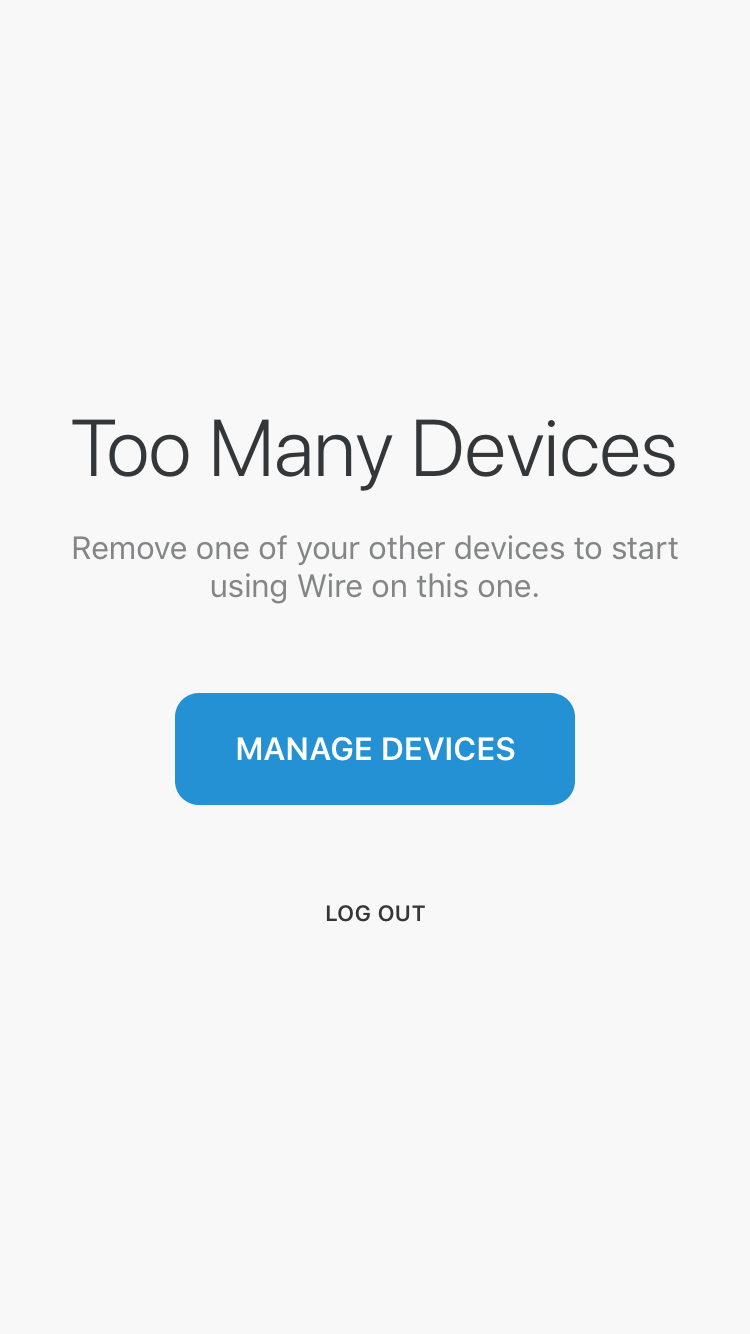 Too Many Devices
Remove one of your other devices to start
using Wire on this one.
MANAGE DEVICES
LOG OUT